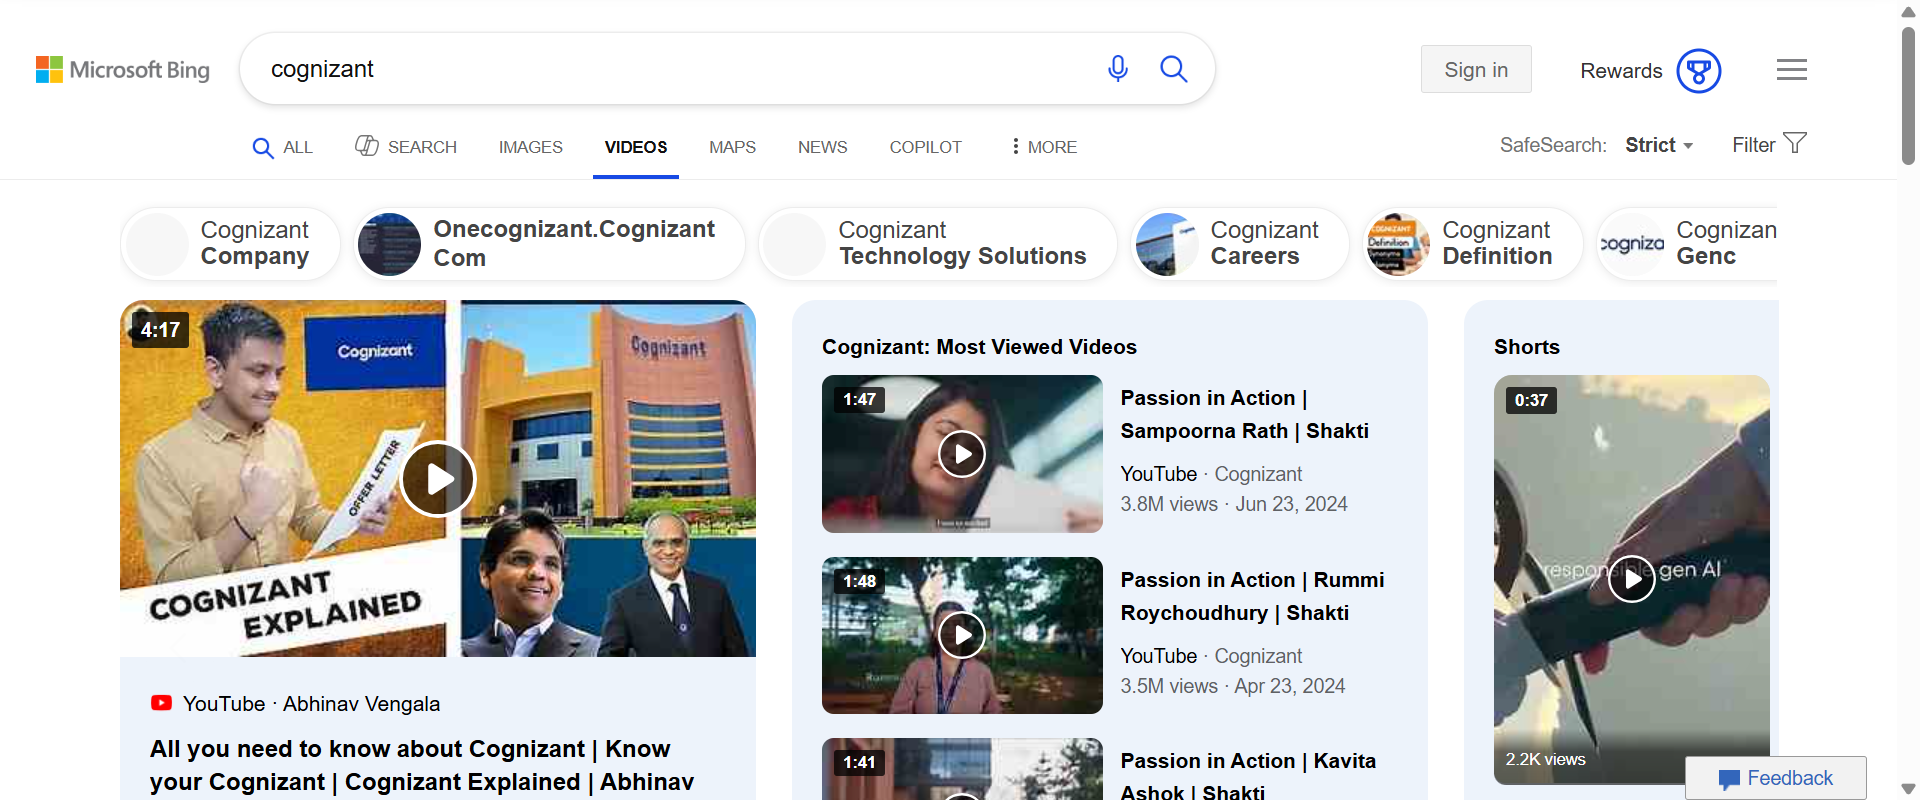 Microsoft Bing
cognizant
Sign in
Rewards
ALL
SEARCH
IMAGES
VIDEOS
MAPS
NEWS
COPILOT
MORE
SafeSearch: Strict
Filter
Cognizant
Company
Onecognizant.Cognizant
Com
Cognizant
Technology Solutions
Cognizant
Careers
COGNIZANT
Definition
Cognizant
Definition
cogniza
Cognizan
Genc
4:17
Cognizant
Cognizant
OFFER LETTER
COGNIZANT
EXPLAINED
YouTube · Abhinav Vengala
All you need to know about Cognizant | Know
your Cognizant | Cognizant Explained | Abhinav
Cognizant: Most Viewed Videos
1:47
Passion in Action |
Sampoorna Rath | Shakti
YouTube · Cognizant
3.8M views · Jun 23, 2024
1:48
Passion in Action | Rummi
Roychoudhury | Shakti
YouTube · Cognizant
3.5M views · Apr 23, 2024
1:41
Passion in Action | Kavita
Ashok | Shakti
Shorts
0:37
responsible gen AI
2.2K views
Feedback